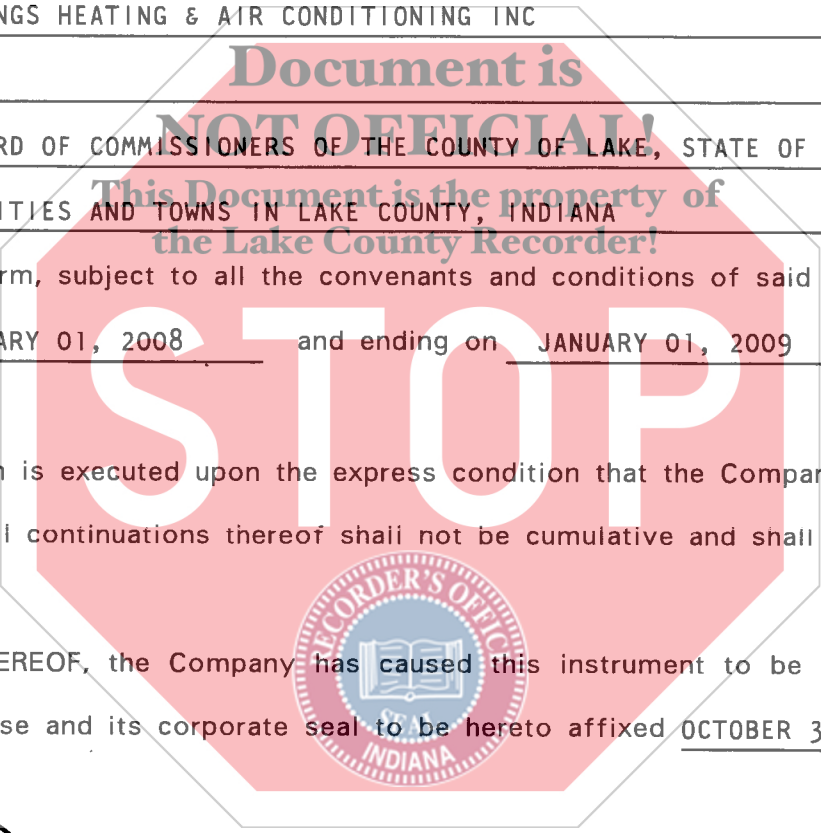 NGS HEATING & AIR CONDITIONING INC
Document is
NOT OFFICIAL!
RD OF COMMISSIONERS OF THE COUNTY OF LAKE, STATE OF
This Document is the property of
ITIES AND TOWNS IN LAKE COUNTY, INDIANA
the Lake County Recorder!
rm, subject to all the convenants and conditions of said
ARY 01, 2008 and ending on JANUARY 01, 2009
STOP
n is executed upon the express condition that the Compan
l continuations thereof shall not be cumulative and shall
RECORDER'S OFFICE
EREOF, the Company has caused this instrument to be
se and its corporate seal to be hereto affixed OCTOBER 3
SEAL
INDIANA